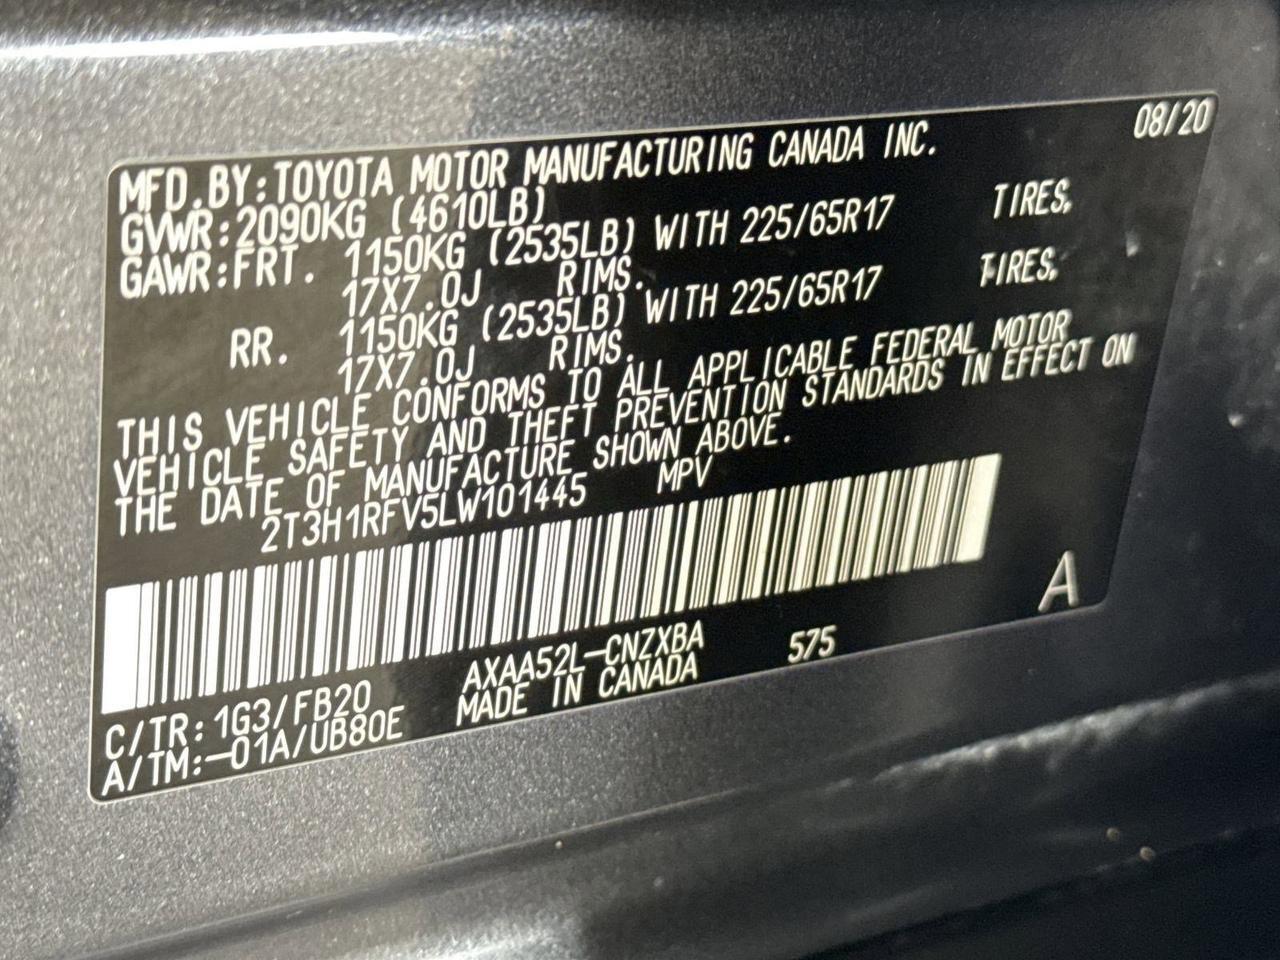 08/20
MFD.BY:TOYOTA MOTOR MANUFACTURING CANADA INC.
GVWR:2090KG (4610LB)
GAWR:FRT. 1150KG (2535LB) WITH 225/65R17 TIRES,
17X7.0J RIMS.
RR. 1150KG (2535LB) WITH 225/65R17 TIRES,
17X7.0J RIMS.
THIS VEHICLE CONFORMS TO ALL APPLICABLE FEDERAL MOTOR
VEHICLE SAFETY AND THEFT PREVENTION STANDARDS IN EFFECT ON
THE DATE OF MANUFACTURE SHOWN ABOVE.
2T3H1RFV5LW101445 MPV
A
C/TR:1G3/FB20 AXAA52L-CNZXBA 575
A/TM:-01A/UB80E MADE IN CANADA